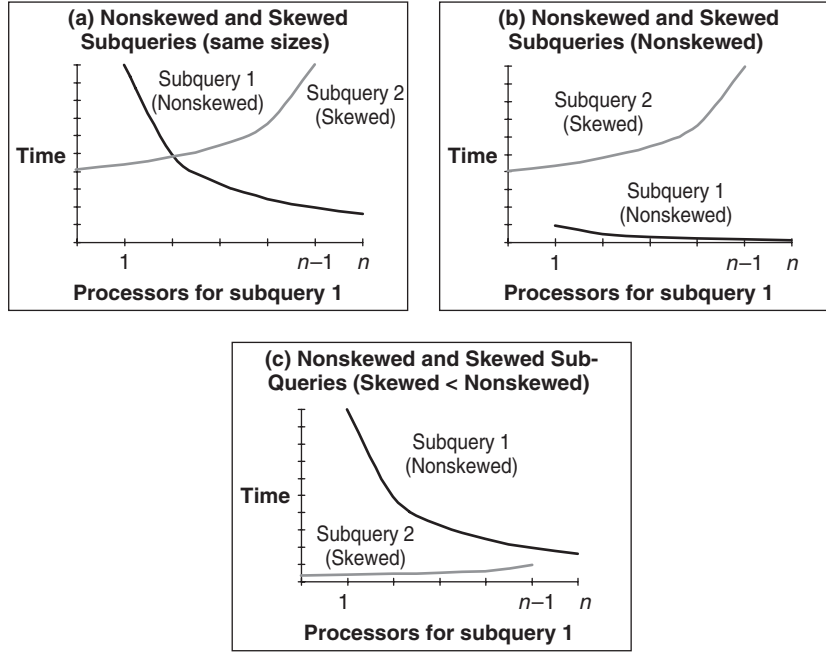 (a) Nonskewed and Skewed
Subqueries (same sizes)
Subquery 1
(Nonskewed)
Subquery 2
(Skewed)
Time
1
n–1
n
Processors for subquery 1
(b) Nonskewed and Skewed
Subqueries (Nonskewed)
Subquery 2
(Skewed)
Time
Subquery 1
(Nonskewed)
1
n–1
n
Processors for subquery 1
(c) Nonskewed and Skewed Sub-
Queries (Skewed < Nonskewed)
Subquery 1
(Nonskewed)
Time
Subquery 2
(Skewed)
1
n–1
n
Processors for subquery 1